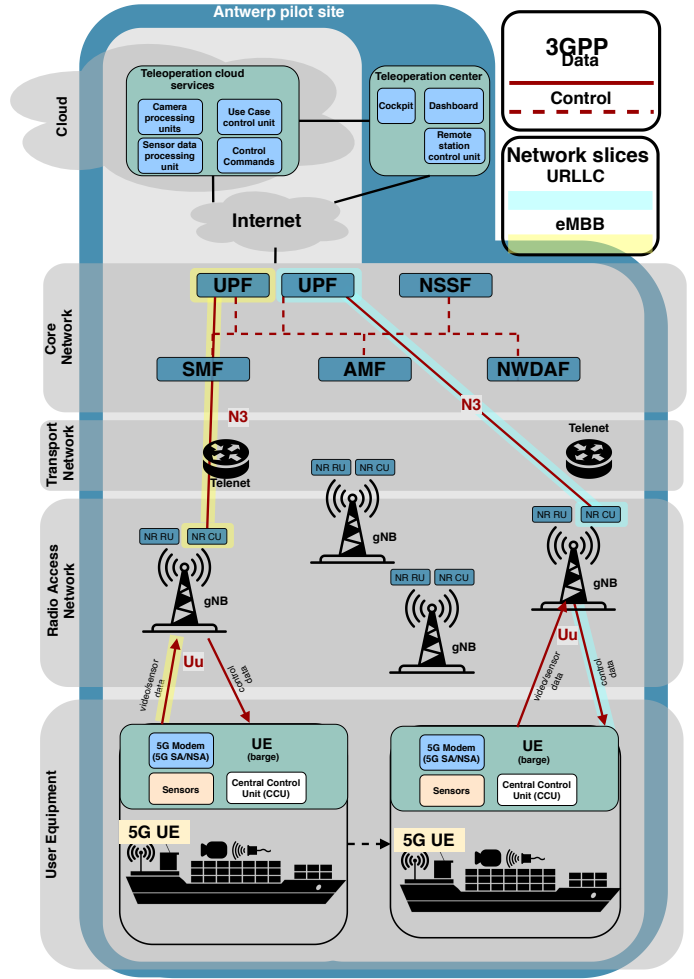 Antwerp pilot site
3GPP
Data
Control
Network slices
URLLC
eMBB
Cloud
Teleoperation cloud
services
Camera
processing
units
Use Case
control unit
Sensor data
processing
unit
Control
Commands
Teleoperation center
Cockpit
Dashboard
Remote
station
control unit
Internet
Core
Network
UPF
UPF
NSSF
SMF
AMF
NWDAF
N3
N3
Transport
Network
Telenet
Telenet
Radio Access
Network
NR RU
NR CU
gNB
NR RU
NR CU
gNB
NR RU
NR CU
gNB
NR RU
NR CU
gNB
Uu
video/sensor
data
control
data
Uu
video/sensor
data
control
data
User Equipment
5G Modem
(5G SA/NSA)
UE
(barge)
Sensors
Central Control
Unit (CCU)
5G UE
5G Modem
(5G SA/NSA)
UE
(barge)
Sensors
Central Control
Unit (CCU)
5G UE